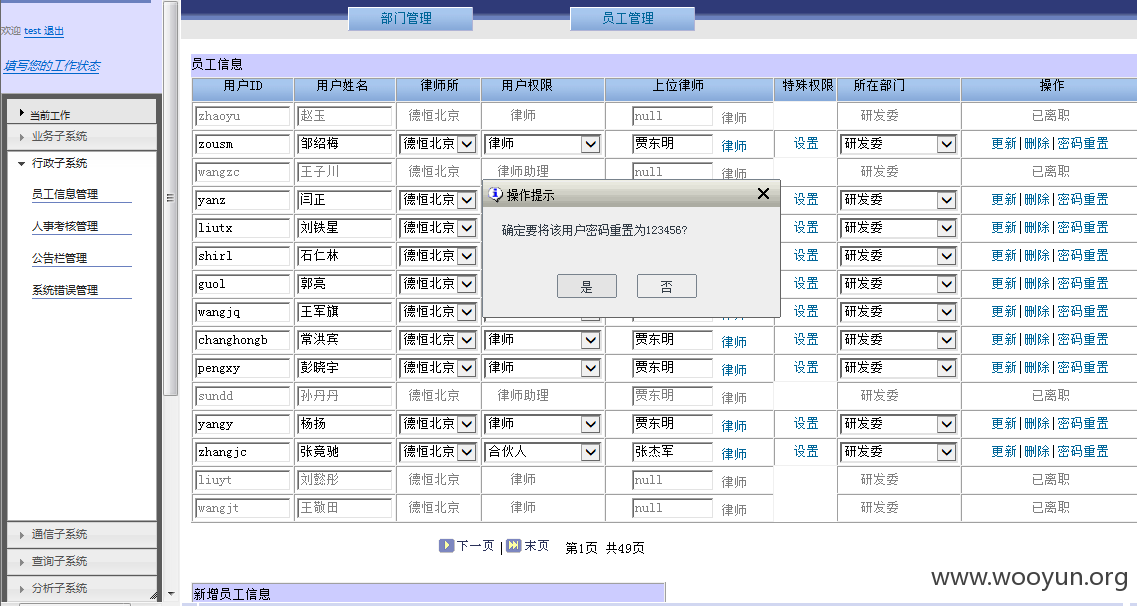 部门管理 员工管理
欢迎 test 退出
填写您的工作状态
当前工作
业务子系统
行政子系统
员工信息管理
人事考核管理
公告栏管理
系统错误管理
通信子系统
查询子系统
分析子系统
员工信息
用户ID 用户姓名 律师所 用户权限 上位律师 特殊权限 所在部门 操作
zhaoyu 赵玉 德恒北京 律师 null 律师 研发委 已离职
zousm 邹绍梅 德恒北京 律师 贾东明 律师 设置 研发委 更新|删除|密码重置
wangzc 王子川 德恒北京 律师助理 null 律师 研发委 已离职
yanz 闫正 德恒北京 设置 研发委 更新|删除|密码重置
liutx 刘铁星 德恒北京 设置 研发委 更新|删除|密码重置
shirl 石仁林 德恒北京 设置 研发委 更新|删除|密码重置
guol 郭亮 德恒北京 设置 研发委 更新|删除|密码重置
wangjq 王军旗 德恒北京 设置 研发委 更新|删除|密码重置
changhongb 常洪宾 德恒北京 律师 贾东明 律师 设置 研发委 更新|删除|密码重置
pengxy 彭晓宇 德恒北京 律师 贾东明 律师 设置 研发委 更新|删除|密码重置
sundd 孙丹丹 德恒北京 律师助理 贾东明 律师 研发委 已离职
yangy 杨扬 德恒北京 律师 贾东明 律师 设置 研发委 更新|删除|密码重置
zhangjc 张竟驰 德恒北京 合伙人 张杰军 律师 设置 研发委 更新|删除|密码重置
liuyt 刘懿彤 德恒北京 律师 null 律师 研发委 已离职
wangjt 王敬田 德恒北京 律师 null 律师 研发委 已离职
操作提示
确定要将该用户密码重置为123456?
是 否
下一页 | 末页 第1页 共49页
新增员工信息
www.wooyun.org